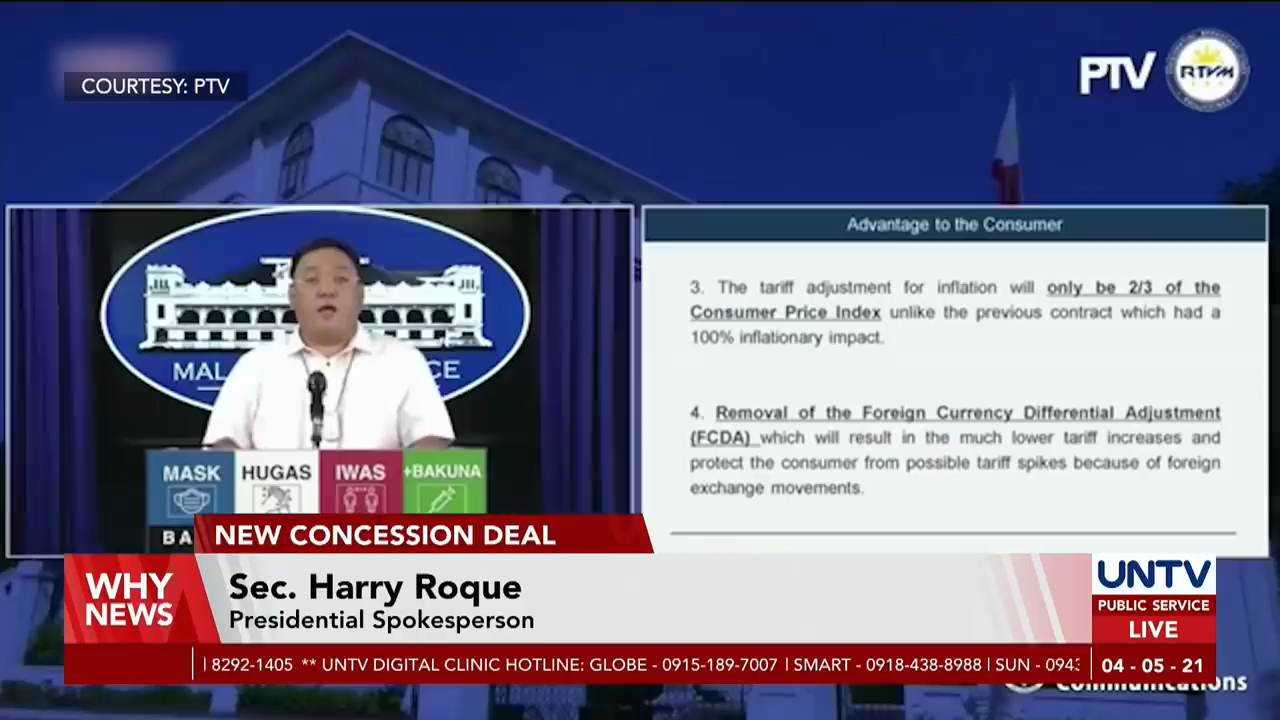 COURTESY: PTV
PTV
RTVM
Advantage to the Consumer
3. The tariff adjustment for inflation will only be 2/3 of the
Consumer Price Index unlike the previous contract which had a
100% inflationary impact.
4. Removal of the Foreign Currency Differential Adjustment
(FCDA) which will result in the much lower tariff increases and
protect the consumer from possible tariff spikes because of foreign
exchange movements.
MAL CE
MASK HUGAS IWAS +BAKUNA
BA
NEW CONCESSION DEAL
WHY
NEWS
Sec. Harry Roque
Presidential Spokesperson
UNTV
PUBLIC SERVICE
LIVE
| 8292-1405 ** UNTV DIGITAL CLINIC HOTLINE: GLOBE - 0915-189-7007 | SMART - 0918-438-8988 | SUN - 0943
04 - 05 - 21
Communications